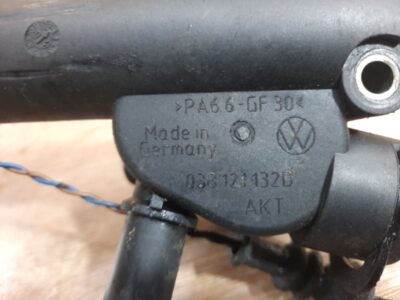 >PA6.6-GF30<
Made in
Germany
038121132D
AKT